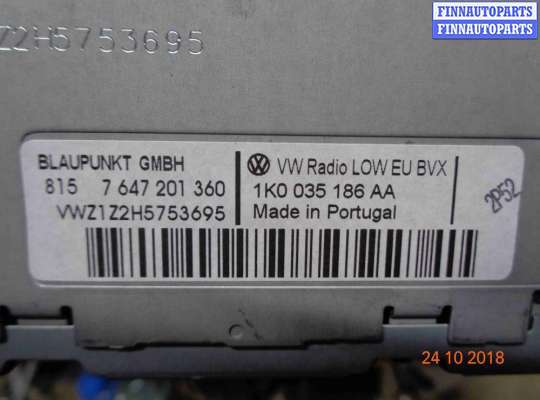 FINNAUTOPARTS
FINNAUTOPARTS
Z2H5753695
BLAUPUNKT GMBH
815 7 647 201 360
VWZ1Z2H5753695
VW Radio LOW EU BVX
1K0 035 186 AA
Made in Portugal
2P52
24 10 2018